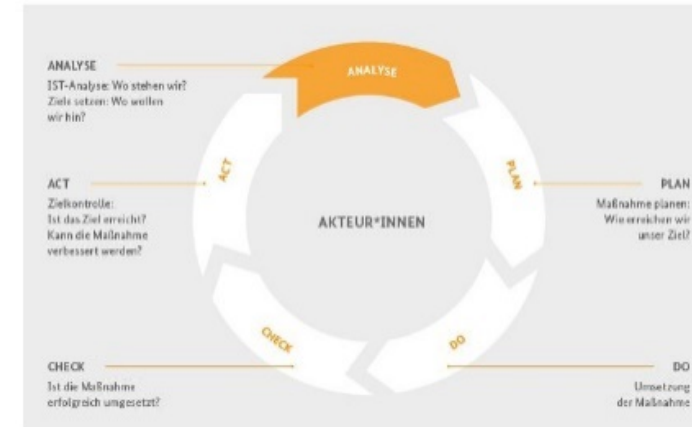 ANALYSE
IST-Analyse: Wo stehen wir?
Ziele setzen: Wo wollen
wir hin?
ANALYSE
ACT
Zielkontrolle:
Ist das Ziel erreicht?
Kann die Maßnahme
verbessert werden?
ACT
AKTEUR*INNEN
PLAN
PLAN
Maßnahme planen:
Wie erreichen wir
unser Ziel?
CHECK
Ist die Maßnahme
erfolgreich umgesetzt?
CHECK
DO
DO
Umsetzung
der Maßnahme